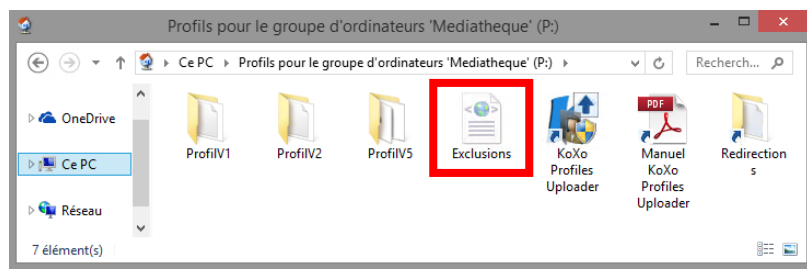 Profils pour le groupe d'ordinateurs 'Mediatheque' (P:)
Ce PC Profils pour le groupe d'ordinateurs 'Mediatheque' (P:) Recherch...
OneDrive
Ce PC
Réseau
ProfilV1 ProfilV2 ProfilV5 Exclusions KoXo Profiles Uploader PDF Manuel KoXo Profiles Uploader Redirections
7 élément(s)